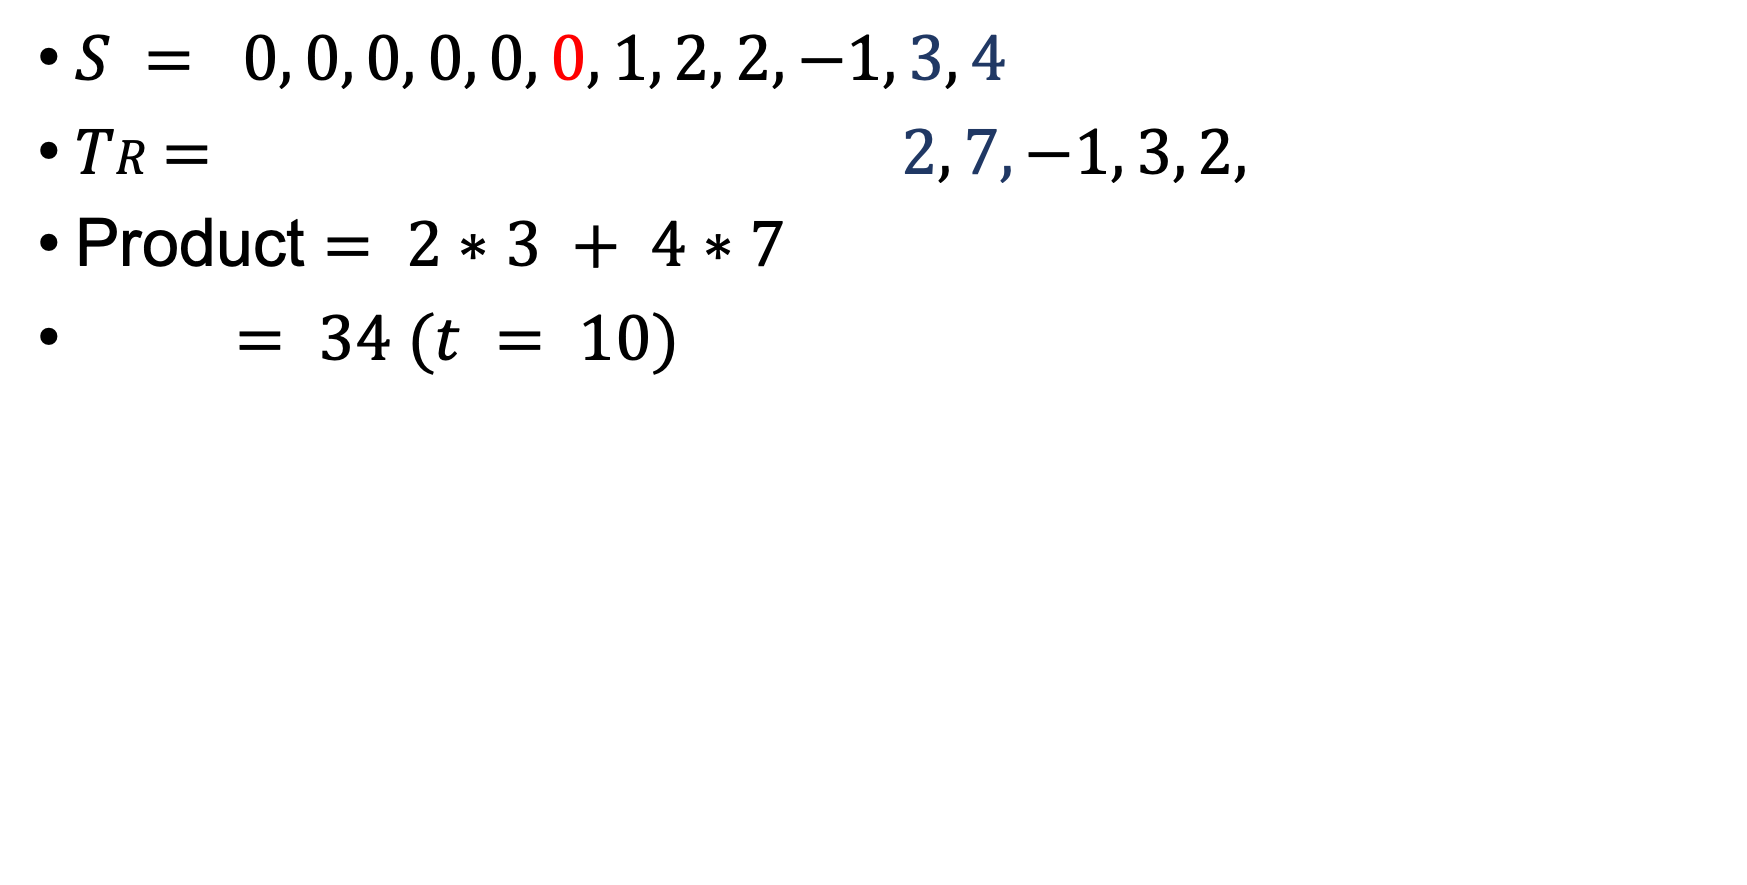 • S = 0, 0, 0, 0, 0, 0, 1, 2, 2, −1, 3, 4
• TR = 2, 7, −1, 3, 2,
• Product = 2 ∗ 3 + 4 ∗ 7
• = 34 (t = 10)